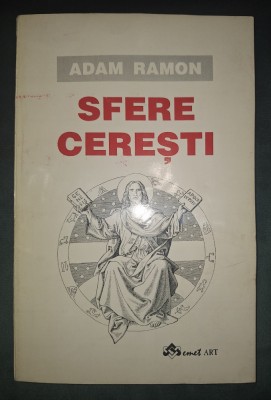 ADAM RAMON
SFERE
CEREȘTI
emet ART